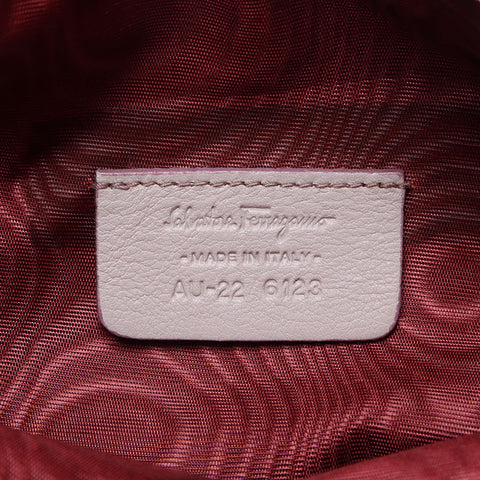 Salvatore Ferragamo
-MADE IN ITALY-
AU-22 6123